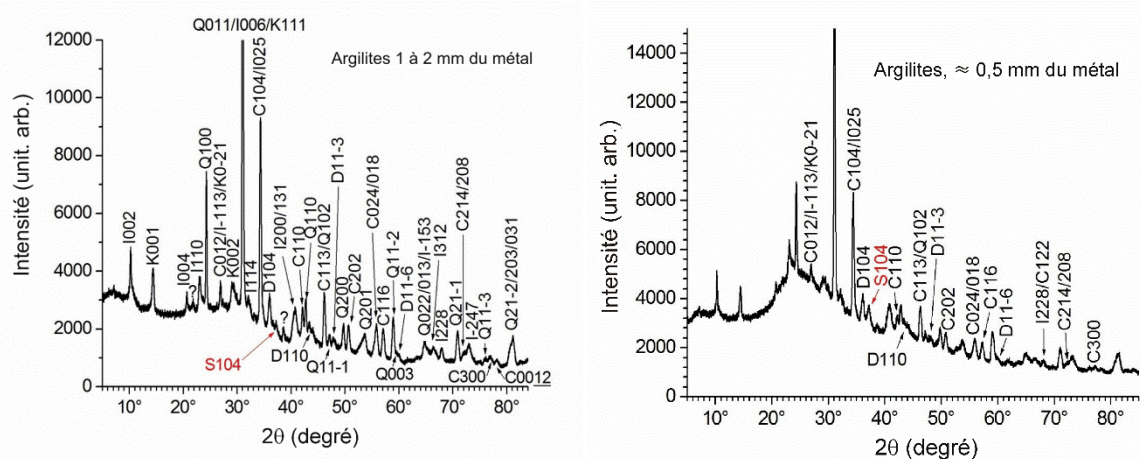 Q011/I006/K111
12000
10000
8000
6000
4000
2000
0
Intensité (unit. arb.)
Argilites 1 à 2 mm du métal
I002
K001
I004
?
I110
Q100
C012/I-113/K0-21
K002
I114
C104/I025
D104
S104
?
I200/131
D110
C110
Q110
Q11-1
C113/Q102
D11-3
Q200
C202
Q201
C024/018
C116
Q11-2
Q003
D11-6
Q022/013/I-153
I312
I228
Q21-1
C214/208
I-247
Q11-3
C300
C0012
Q21-2/203/031
10° 20° 30° 40° 50° 60° 70° 80°
2θ (degré)
14000
12000
10000
8000
6000
4000
2000
0
Intensité (unit. arb.)
Argilites, ≈ 0,5 mm du métal
C012/I-113/K0-21
C104/I025
D104
S104
C110
D110
C113/Q102
D11-3
C202
C024/018
C116
D11-6
I228/C122
C214/208
C300
10° 20° 30° 40° 50° 60° 70° 80°
2θ (degré)